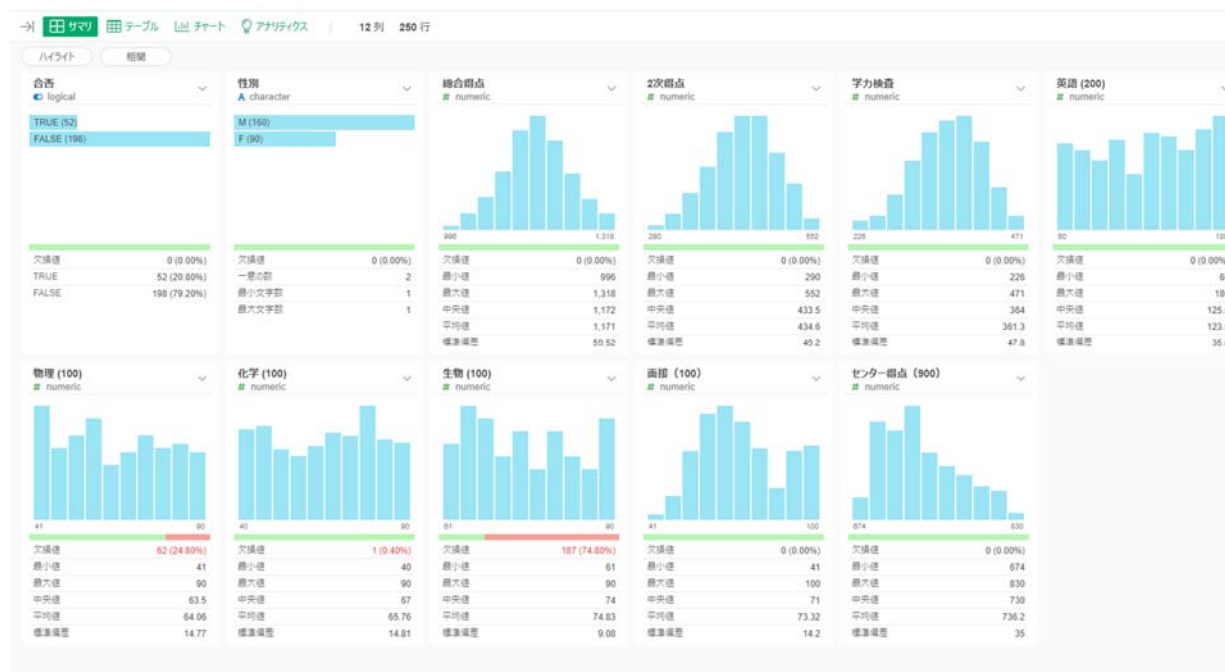 サマリ テーブル チャート アナリティクス 12 列 250 行
ハイライト 相関
合否
logical
TRUE (52)
FALSE (198)
欠損値 0 (0.00%)
TRUE 52 (20.80%)
FALSE 198 (79.20%)
性別
character
M (160)
F (90)
欠損値 0 (0.00%)
一意の数 2
最小文字数 1
最大文字数 1
総合得点
numeric
996 1,318
欠損値 0 (0.00%)
最小値 996
最大値 1,318
中央値 1,172
平均値 1,171
標準偏差 59.52
2次得点
numeric
290 552
欠損値 0 (0.00%)
最小値 290
最大値 552
中央値 433.5
平均値 434.6
標準偏差 49.2
学力検査
numeric
226 471
欠損値 0 (0.00%)
最小値 226
最大値 471
中央値 364
平均値 361.3
標準偏差 47.8
英語 (200)
numeric
60
欠損値 0 (0.00%
最小値
最大値
中央値 125.
平均値 123.
標準偏差 35.
物理 (100)
numeric
41 90
欠損値 62 (24.80%)
最小値 41
最大値 90
中央値 63.5
平均値 64.06
標準偏差 14.77
化学 (100)
numeric
40 90
欠損値 1 (0.40%)
最小値 40
最大値 90
中央値 67
平均値 65.76
標準偏差 14.81
生物 (100)
numeric
61 90
欠損値 187 (74.80%)
最小値 61
最大値 90
中央値 74
平均値 74.83
標準偏差 9.08
面接（100）
numeric
41 100
欠損値 0 (0.00%)
最小値 41
最大値 100
中央値 71
平均値 73.32
標準偏差 14.2
センター得点（900）
numeric
674 830
欠損値 0 (0.00%)
最小値 674
最大値 830
中央値 730
平均値 736.2
標準偏差 35